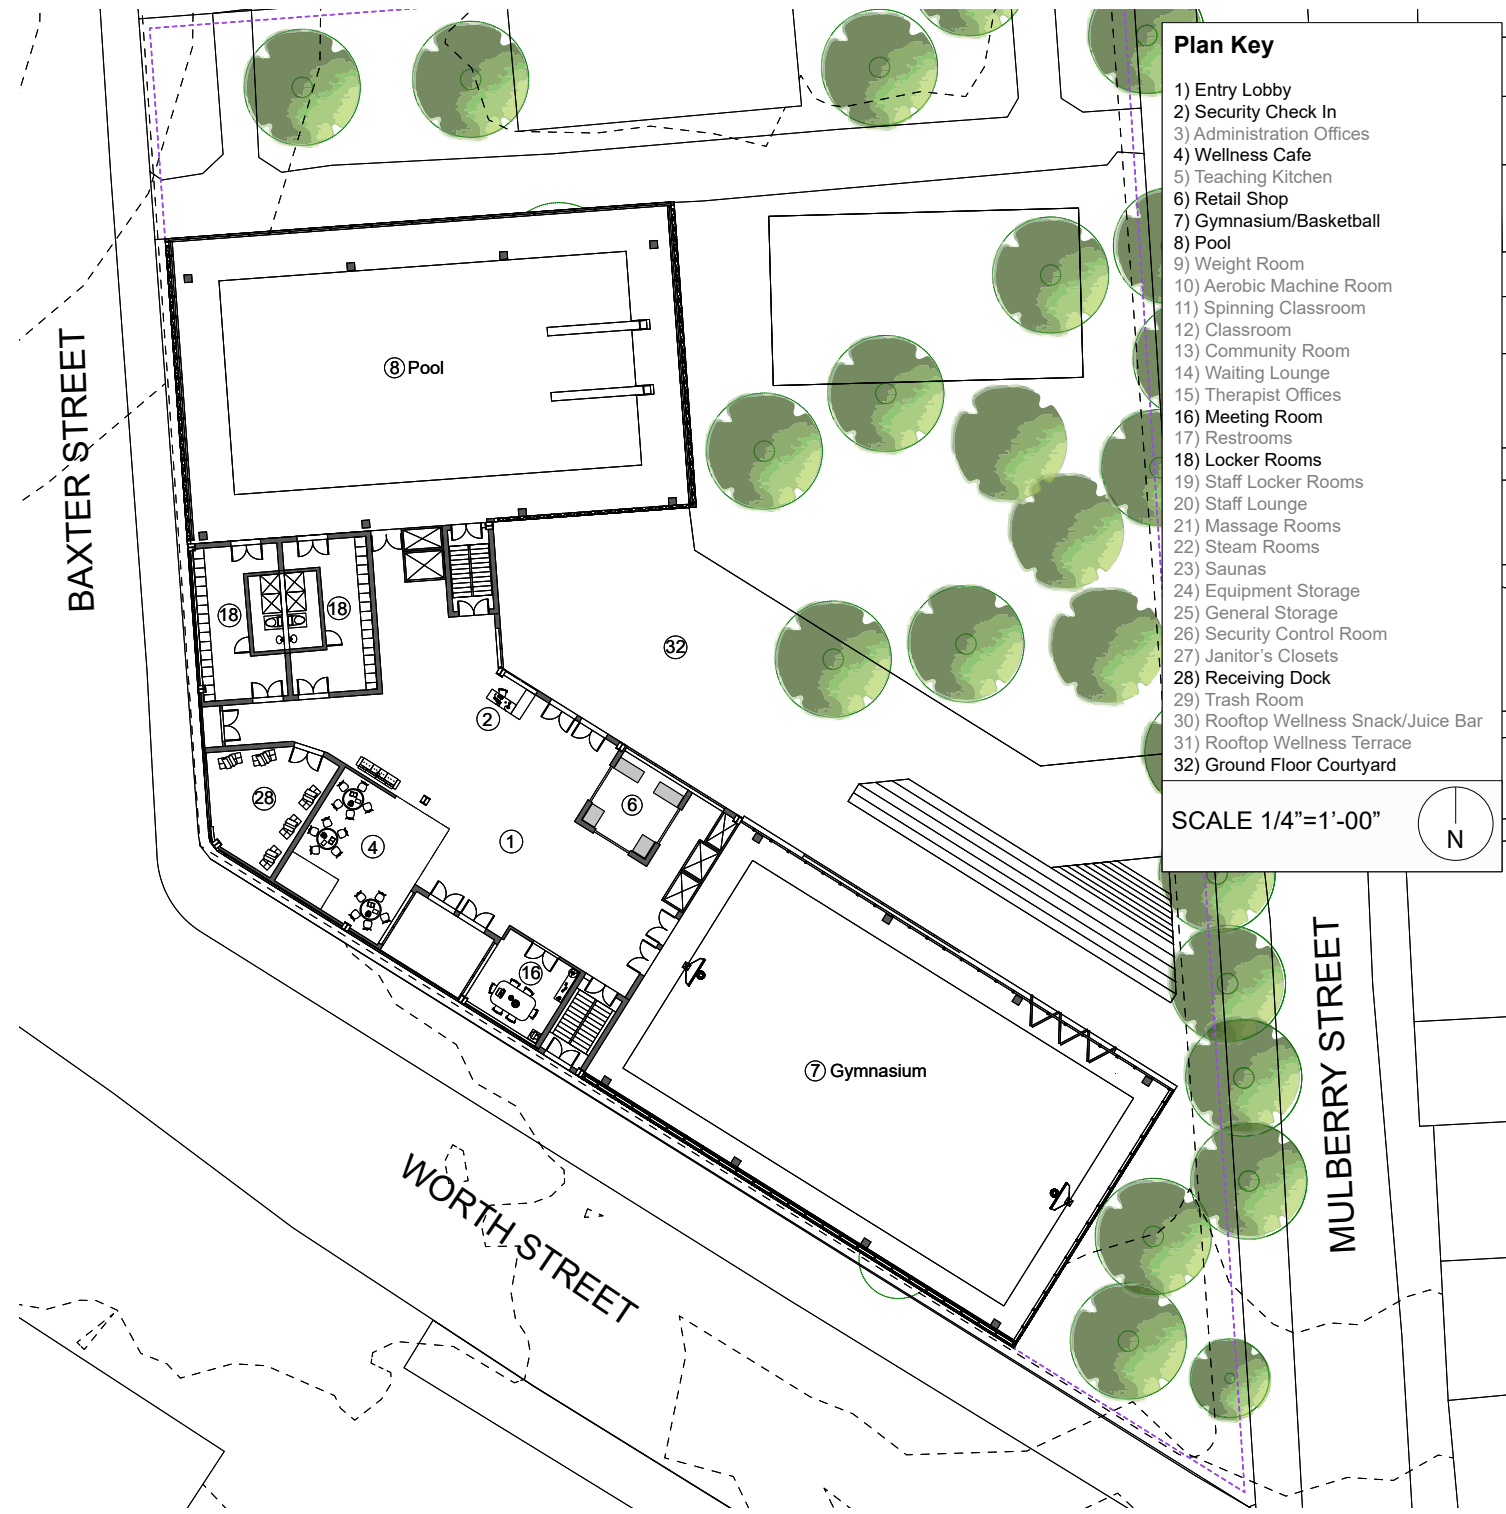 Plan Key
1) Entry Lobby
2) Security Check In
3) Administration Offices
4) Wellness Cafe
5) Teaching Kitchen
6) Retail Shop
7) Gymnasium/Basketball
8) Pool
9) Weight Room
10) Aerobic Machine Room
11) Spinning Classroom
12) Classroom
13) Community Room
14) Waiting Lounge
15) Therapist Offices
16) Meeting Room
17) Restrooms
18) Locker Rooms
19) Staff Locker Rooms
20) Staff Lounge
21) Massage Rooms
22) Steam Rooms
23) Saunas
24) Equipment Storage
25) General Storage
26) Security Control Room
27) Janitor’s Closets
28) Receiving Dock
29) Trash Room
30) Rooftop Wellness Snack/Juice Bar
31) Rooftop Wellness Terrace
32) Ground Floor Courtyard
SCALE 1/4”=1’-00”
N
BAXTER STREET
8 Pool
18
18
32
2
28
6
4
1
16
7 Gymnasium
WORTH STREET
MULBERRY STREET